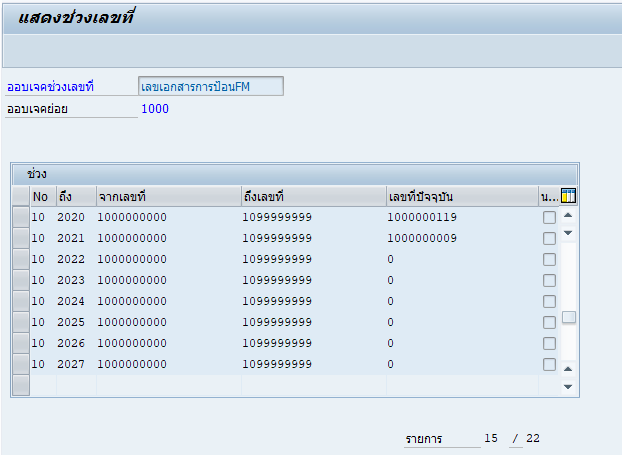 แสดงช่วงเลขที่
ออบเจคช่วงเลขที่ เลขเอกสารการป้อนFM
ออบเจคย่อย 1000
ช่วง
No ถึง จากเลขที่ ถึงเลขที่ เลขที่ปัจจุบัน น...
10 2020 1000000000 1099999999 1000000119
10 2021 1000000000 1099999999 1000000009
10 2022 1000000000 1099999999 0
10 2023 1000000000 1099999999 0
10 2024 1000000000 1099999999 0
10 2025 1000000000 1099999999 0
10 2026 1000000000 1099999999 0
10 2027 1000000000 1099999999 0
รายการ 15 / 22